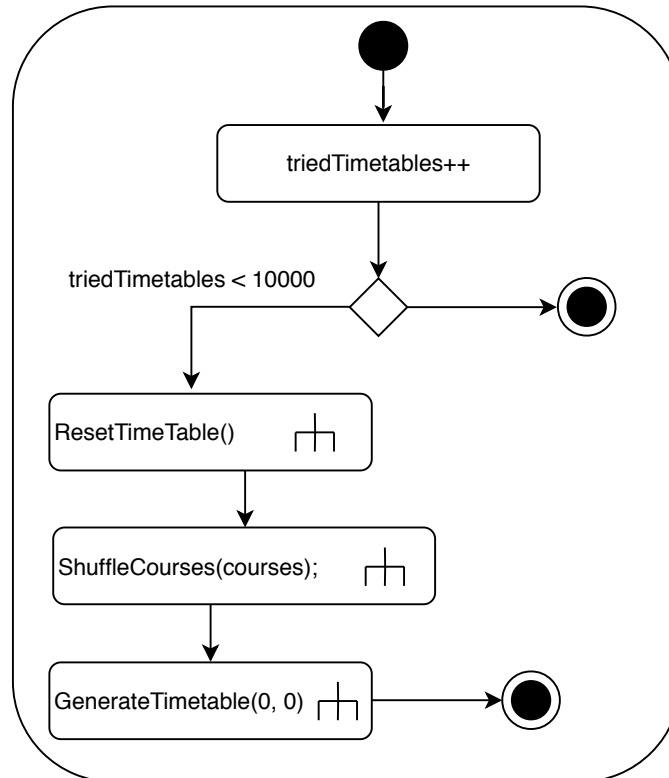 triedTimetables++
triedTimetables < 10000
ResetTimeTable()
ShuffleCourses(courses);
GenerateTimetable(0, 0)